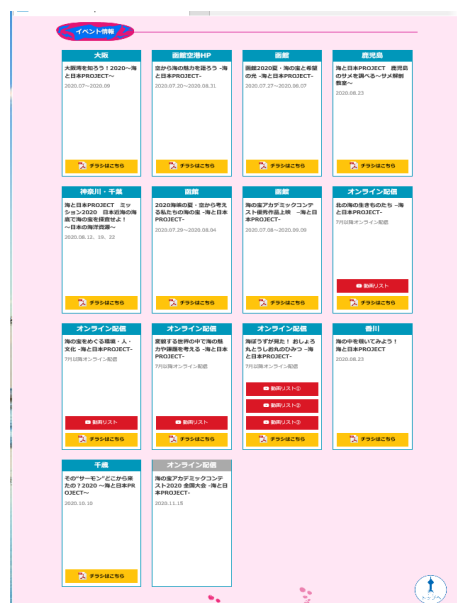 イベント情報
大阪
大阪湾を知ろう!2020~海
と日本PROJECT~
2020.07~2020.09
チラシはこちら
函館空港HP
空から海の魅力を語ろう -海
と日本PROJECT-
2020.07.20~2020.08.31
チラシはこちら
函館
函館2020夏・海の宝と希望
の光 -海と日本PROJECT-
2020.07.27~2020.08.07
チラシはこちら
鹿児島
海と日本PROJECT 鹿児島
のサメを調べる~サメ解剖
教室~
2020.08.23
チラシはこちら
神奈川・千葉
海と日本PROJECT ミッ
ション2020 日本近海の海
底で海の宝を探査せよ!
~日本の海洋資源~
2020.08.12、19、22
チラシはこちら
函館
2020海峡の夏・空から考え
る私たちの海の宝 -海と日本
PROJECT-
2020.07.29~2020.08.04
チラシはこちら
函館
海の宝アカデミックコンテ
スト優秀作品上映 -海と日
本PROJECT-
2020.07.08~2020.09.09
チラシはこちら
オンライン配信
北の海の生きものたち -海
と日本PROJECT-
7月以降オンライン配信
動画リスト
チラシはこちら
オンライン配信
海の宝をめぐる環境・人・
文化 -海と日本PROJECT-
7月以降オンライン配信
動画リスト
チラシはこちら
オンライン配信
変貌する世界の中で海の魅
力や課題を考える -海と日本
PROJECT-
7月以降オンライン配信
動画リスト
チラシはこちら
オンライン配信
海ぼうずが見た! おしょろ
丸とうしお丸のひみつ -海
と日本PROJECT-
7月以降オンライン配信
動画リスト①
動画リスト②
動画リスト③
チラシはこちら
香川
海の中を覗いてみよう!
海と日本PROJECT
2020.08.23
チラシはこちら
千歳
その"サーモン"どこから来
たの?2020 ~海と日本PR
OJECT~
2020.10.10
チラシはこちら
オンライン配信
海の宝アカデミックコンテ
スト2020 全国大会 -海と日
本PROJECT-
2020.11.15